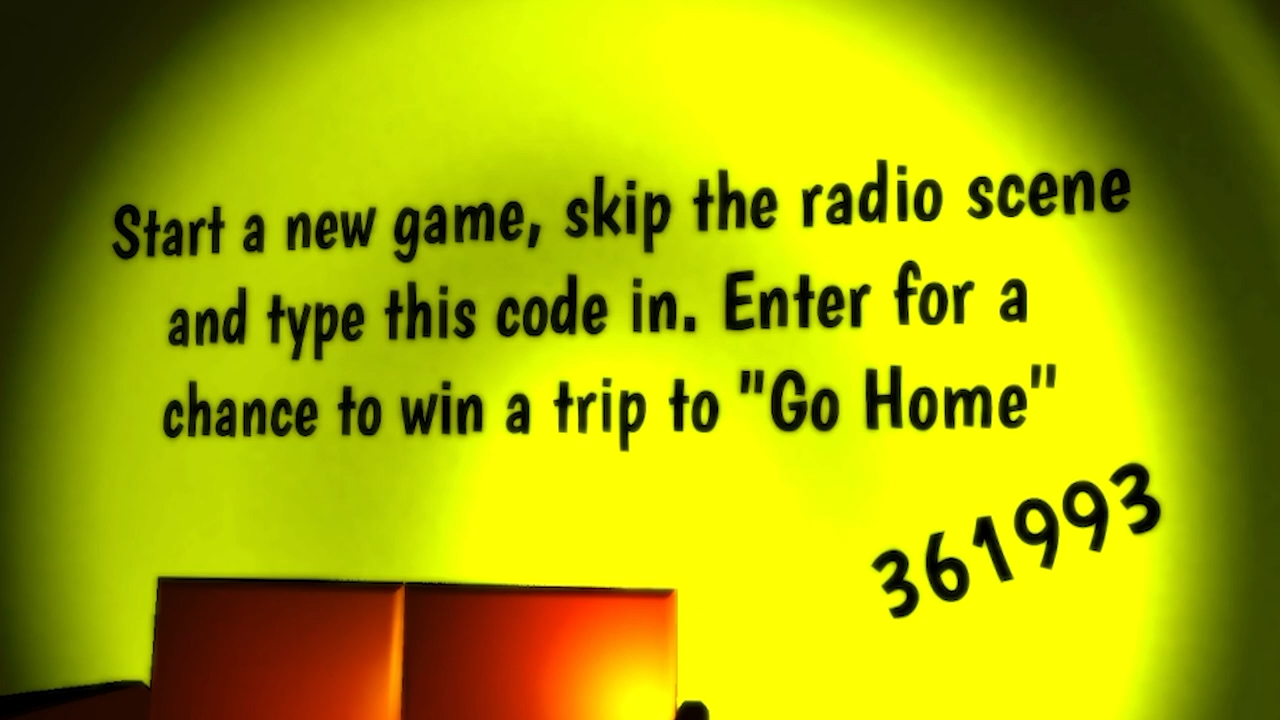 Start a new game, skip the radio scene
and type this code in. Enter for a
chance to win a trip to "Go Home"
361993